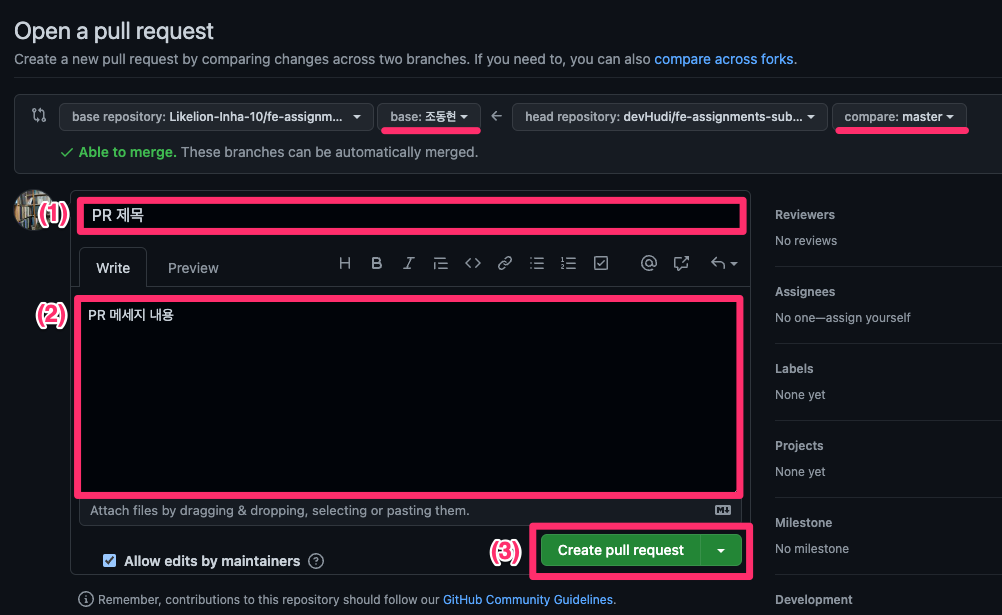 Open a pull request
Create a new pull request by comparing changes across two branches. If you need to, you can also compare across forks.
base repository: Likelion-Inha-10/fe-assignm... base: 조동현 ← head repository: devHudi/fe-assignments-sub... compare: master
Able to merge. These branches can be automatically merged.
(1) PR 제목
Write Preview
(2) PR 메세지 내용
Attach files by dragging & dropping, selecting or pasting them.
Allow edits by maintainers
(3) Create pull request
Remember, contributions to this repository should follow our GitHub Community Guidelines.
Reviewers
No reviews
Assignees
No one—assign yourself
Labels
None yet
Projects
None yet
Milestone
No milestone
Development